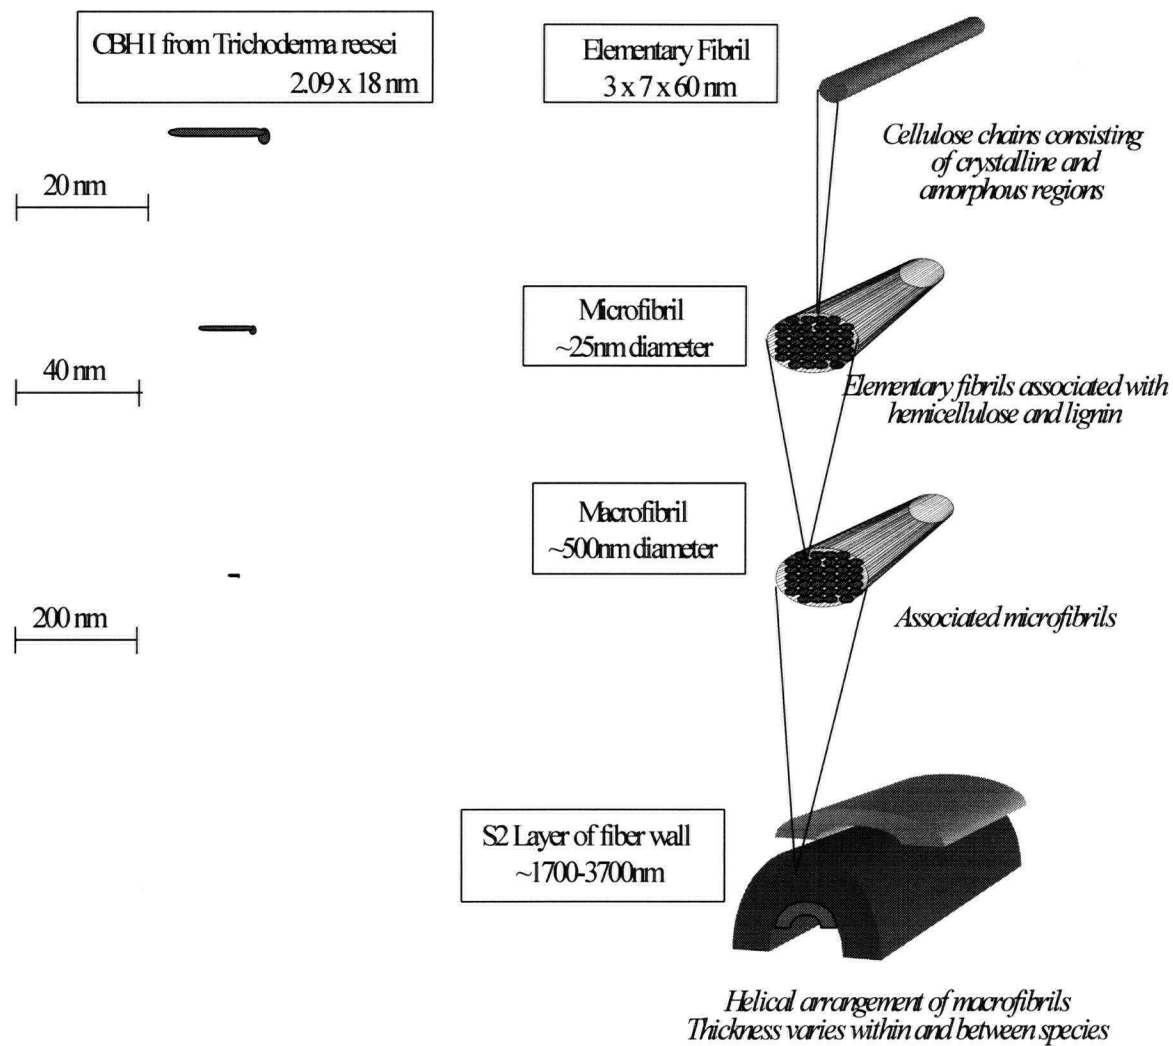 CBH I from Trichoderma reesei
2.09 x 18 nm
20 nm
40 nm
200 nm
Elementary Fibril
3 x 7 x 60 nm
Cellulose chains consisting
of crystalline and
amorphous regions
Microfibril
~25nm diameter
Elementary fibrils associated with
hemicellulose and lignin
Macrofibril
~500nm diameter
Associated microfibrils
S2 Layer of fiber wall
~1700-3700nm
Helical arrangement of macrofibrils
Thickness varies within and between species